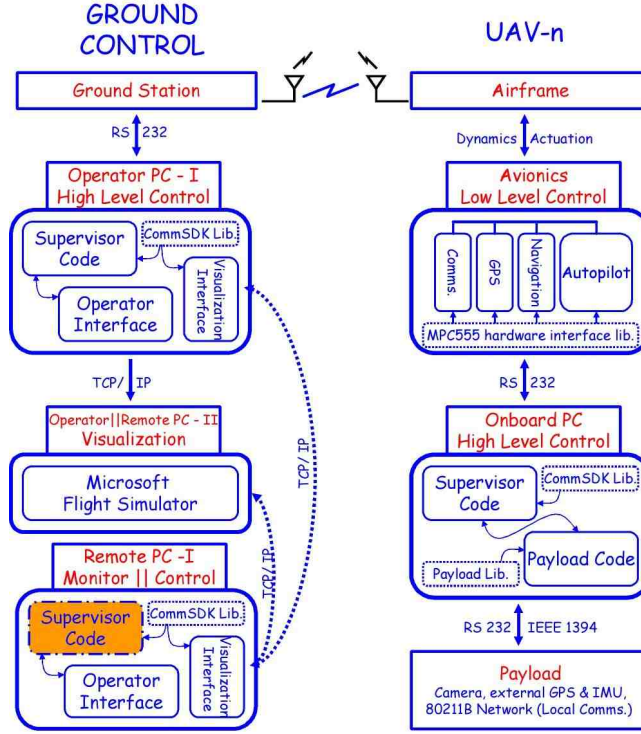 GROUND
CONTROL
Ground Station
RS 232
Operator PC - I
High Level Control
Supervisor
Code
CommSDK Lib.
Operator
Interface
Visualization
Interface
TCP/ IP
Operator||Remote PC - II
Visualization
Microsoft
Flight Simulator
Remote PC -I
Monitor || Control
Supervisor
Code
CommSDK Lib.
Operator
Interface
Visualization
Interface
TCP/ IP
TCP/ IP
UAV-n
Airframe
Dynamics Actuation
Avionics
Low Level Control
Comms.
GPS
Navigation
Autopilot
MPC555 hardware interface lib.
RS 232
Onboard PC
High Level Control
Supervisor
Code
CommSDK Lib.
Payload Lib.
Payload Code
RS 232 IEEE 1394
Payload
Camera, external GPS & IMU,
80211B Network (Local Comms.)